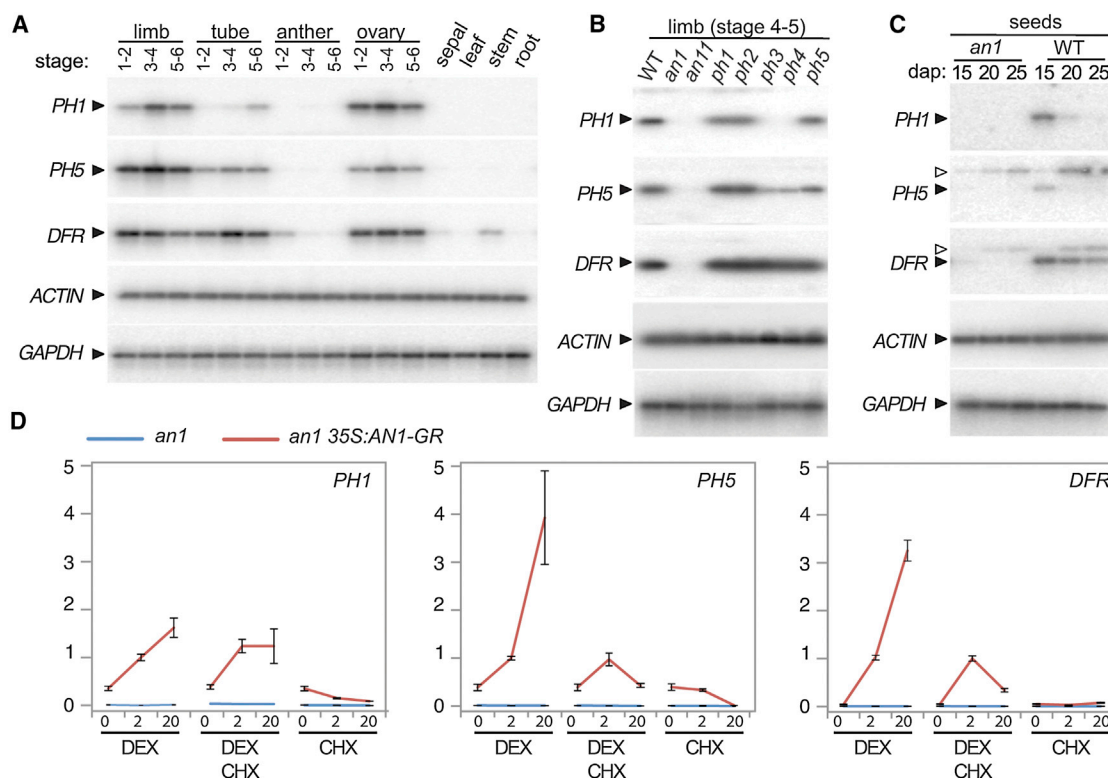 A
limb tube anther ovary sepal leaf stem root
stage: 1-2 3-4 5-6 1-2 3-4 5-6 1-2 3-4 5-6 1-2 3-4 5-6
PH1
PH5
DFR
ACTIN
GAPDH
B
limb (stage 4-5)
WT an1 an11 ph1 ph2 ph3 ph4 ph5
PH1
PH5
DFR
ACTIN
GAPDH
C
seeds
an1 WT
dap: 15 20 25 15 20 25
PH1
PH5
DFR
ACTIN
GAPDH
D
an1 an1 35S:AN1-GR
PH1
5
4
3
2
1
0
0 2 20 0 2 20 0 2 20
DEX DEX CHX
CHX
PH5
5
4
3
2
1
0
0 2 20 0 2 20 0 2 20
DEX DEX CHX
CHX
DFR
5
4
3
2
1
0
0 2 20 0 2 20 0 2 20
DEX DEX CHX
CHX